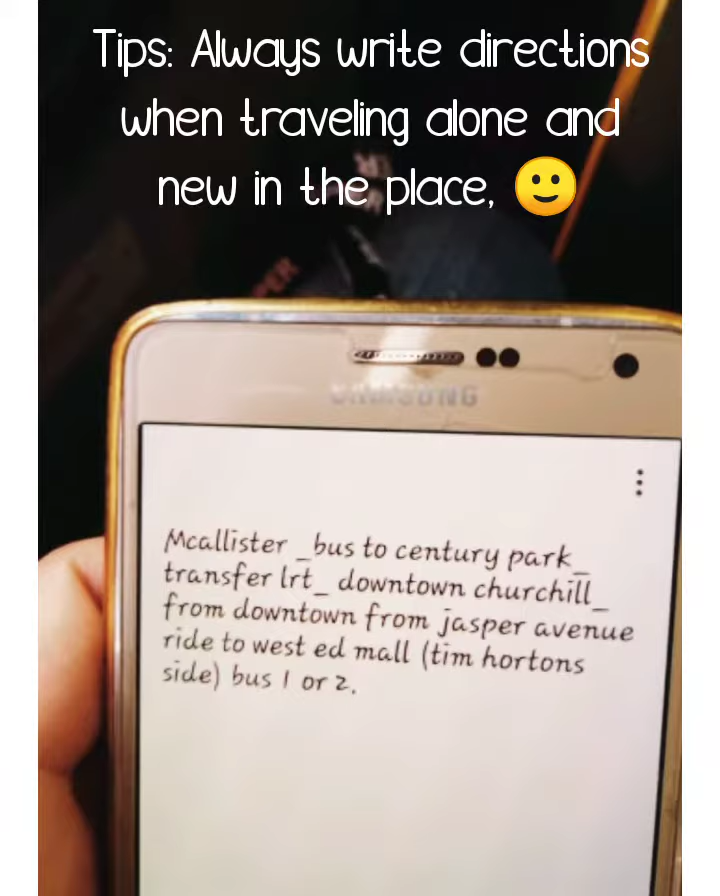 Tips: Always write directions
when traveling alone and
new in the place, 🙂
SAMSUNG
Mcallister _bus to century park_
transfer lrt_ downtown churchill_
from downtown from jasper avenue
ride to west ed mall (tim hortons
side) bus 1 or 2.